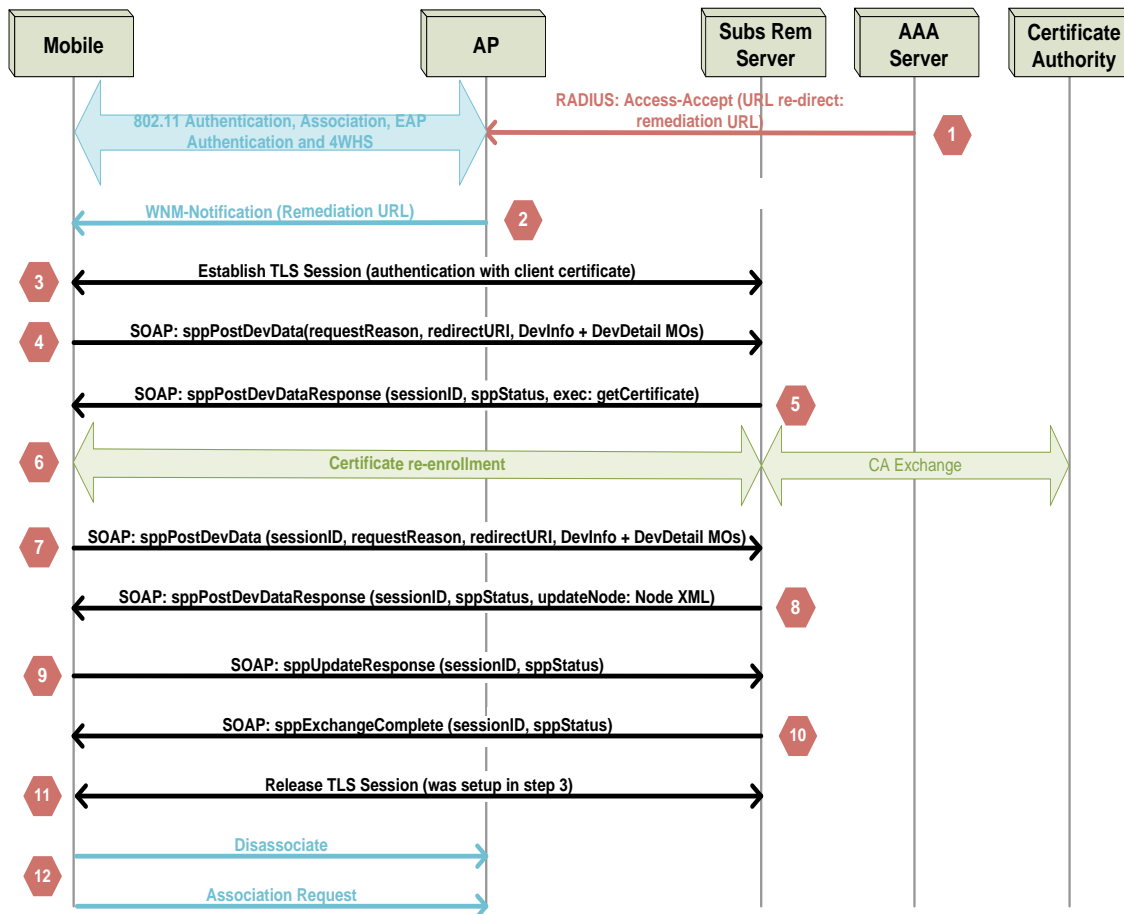 Mobile
AP
Subs Rem
Server
AAA
Server
Certificate
Authority
RADIUS: Access-Accept (URL re-direct:
remediation URL)
1
802.11 Authentication, Association, EAP
Authentication and 4WHS
WNM-Notification (Remediation URL)
2
3
Establish TLS Session (authentication with client certificate)
4
SOAP: sppPostDevData(requestReason, redirectURI, DevInfo + DevDetail MOs)
SOAP: sppPostDevDataResponse (sessionID, sppStatus, exec: getCertificate)
5
6
Certificate re-enrollment
CA Exchange
7
SOAP: sppPostDevData (sessionID, requestReason, redirectURI, DevInfo + DevDetail MOs)
SOAP: sppPostDevDataResponse (sessionID, sppStatus, updateNode: Node XML)
8
9
SOAP: sppUpdateResponse (sessionID, sppStatus)
SOAP: sppExchangeComplete (sessionID, sppStatus)
10
11
Release TLS Session (was setup in step 3)
Disassociate
12
Association Request